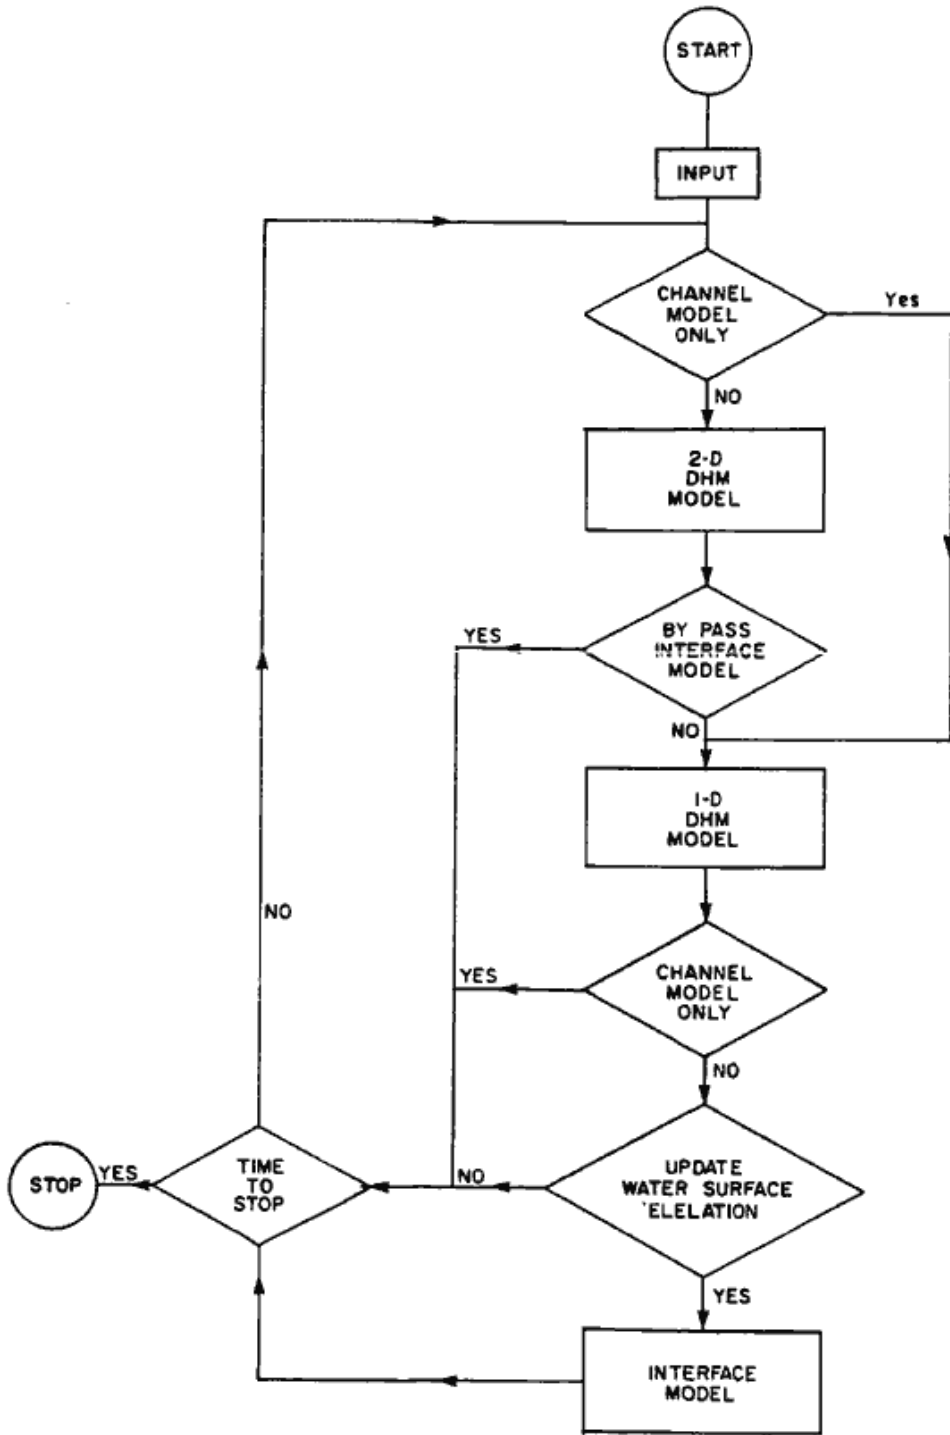 START
INPUT
CHANNEL
MODEL
ONLY
Yes
NO
2-D
DHM
MODEL
YES
BY PASS
INTERFACE
MODEL
NO
1-D
DHM
MODEL
NO
YES
CHANNEL
MODEL
ONLY
NO
STOP
YES
TIME
TO
STOP
NO
UPDATE
WATER SURFACE
'ELELATION
YES
INTERFACE
MODEL